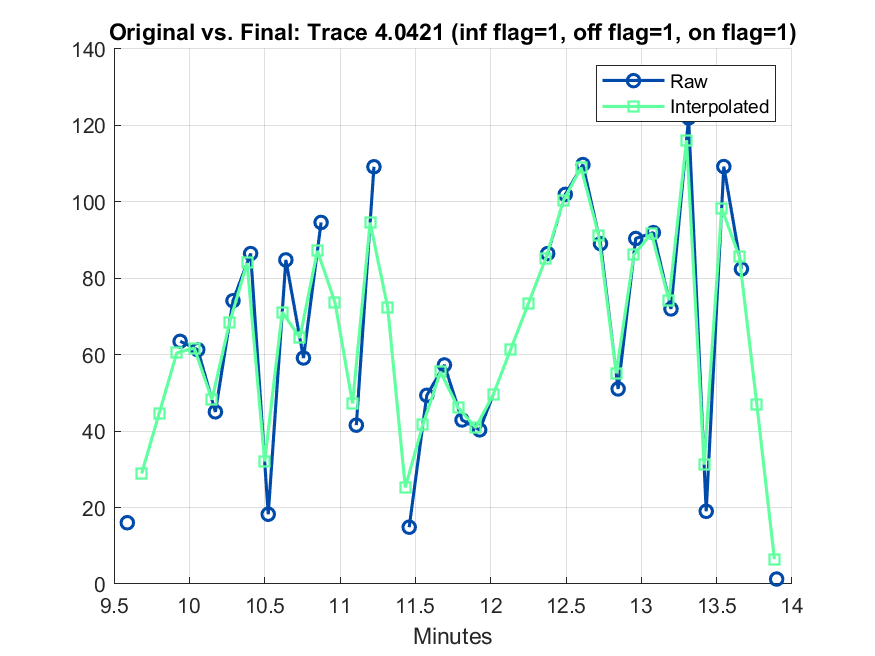 Original vs. Final: Trace 4.0421 (inf flag=1, off flag=1, on flag=1)
140
120
100
80
60
40
20
0
Raw
Interpolated
9.5 10 10.5 11 11.5 12 12.5 13 13.5 14
Minutes